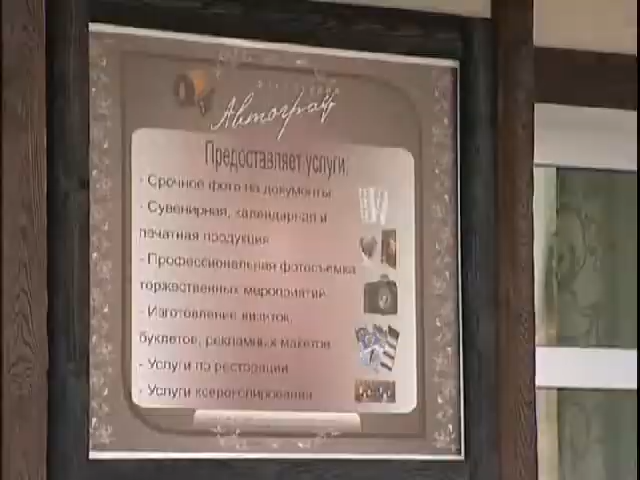 Автограф
Предоставляет услуги:
- Срочное фото на документы
- Сувенирная, календарная и
печатная продукция
- Профессиональная фотосъемка
торжественных мероприятий
- Изготовление визиток,
буклетов, рекламных макетов
- Услуги по реставрации
- Услуги ксерокопирования